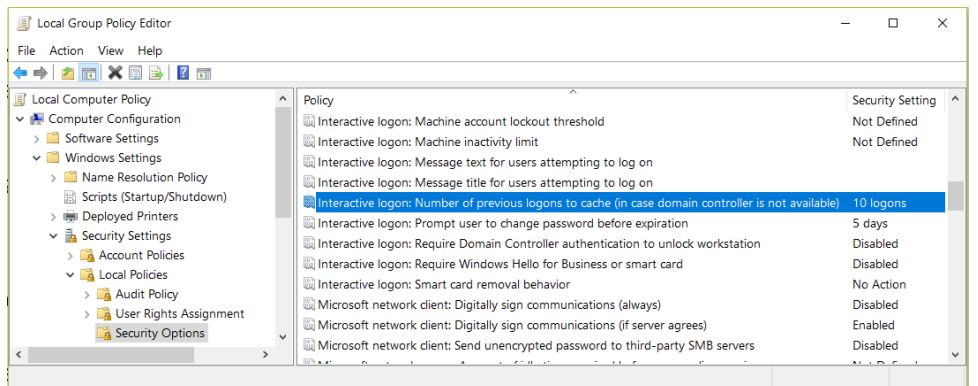 Local Group Policy Editor
File Action View Help
Local Computer Policy
Computer Configuration
Software Settings
Windows Settings
Name Resolution Policy
Scripts (Startup/Shutdown)
Deployed Printers
Security Settings
Account Policies
Local Policies
Audit Policy
User Rights Assignment
Security Options
Policy Security Setting
Interactive logon: Machine account lockout threshold Not Defined
Interactive logon: Machine inactivity limit Not Defined
Interactive logon: Message text for users attempting to log on
Interactive logon: Message title for users attempting to log on
Interactive logon: Number of previous logons to cache (in case domain controller is not available) 10 logons
Interactive logon: Prompt user to change password before expiration 5 days
Interactive logon: Require Domain Controller authentication to unlock workstation Disabled
Interactive logon: Require Windows Hello for Business or smart card Disabled
Interactive logon: Smart card removal behavior No Action
Microsoft network client: Digitally sign communications (always) Disabled
Microsoft network client: Digitally sign communications (if server agrees) Enabled
Microsoft network client: Send unencrypted password to third-party SMB servers Disabled